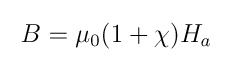 B = μ₀(1 + χ)Hₐ